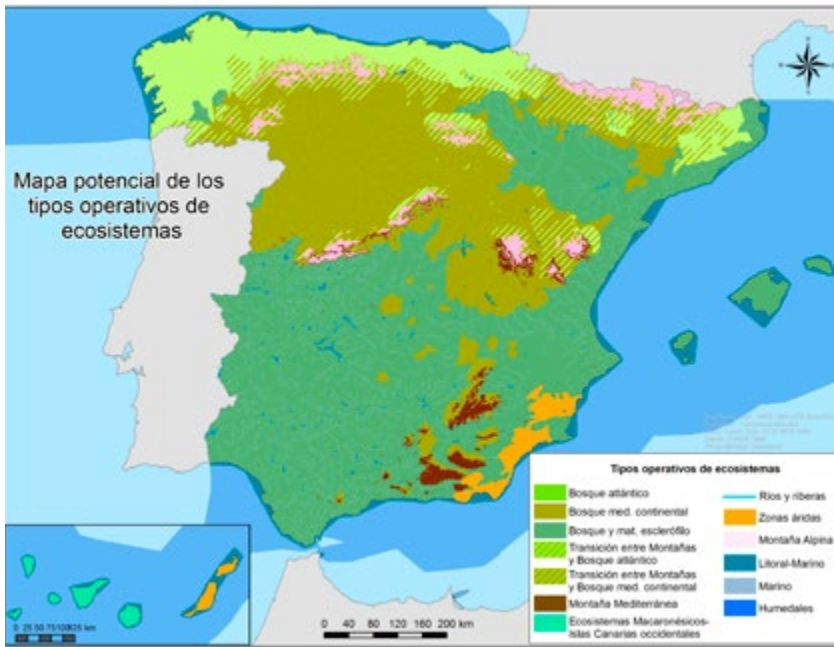 Mapa potencial de los
tipos operativos de
ecosistemas
Tipos operativos de ecosistemas
Bosque atlántico
Bosque med. continental
Bosque y mat. esclerófilo
Transición entre Montañas
y Bosque atlántico
Transición entre Montañas
y Bosque med. continental
Montaña Mediterránea
Ecosistemas Macaronésicos-
Islas Canarias occidentales
Ríos y riberas
Zonas áridas
Montaña Alpina
Litoral-Marino
Marino
Humedales
0 25 50 75 100 125 km
0 40 80 120 160 200 km